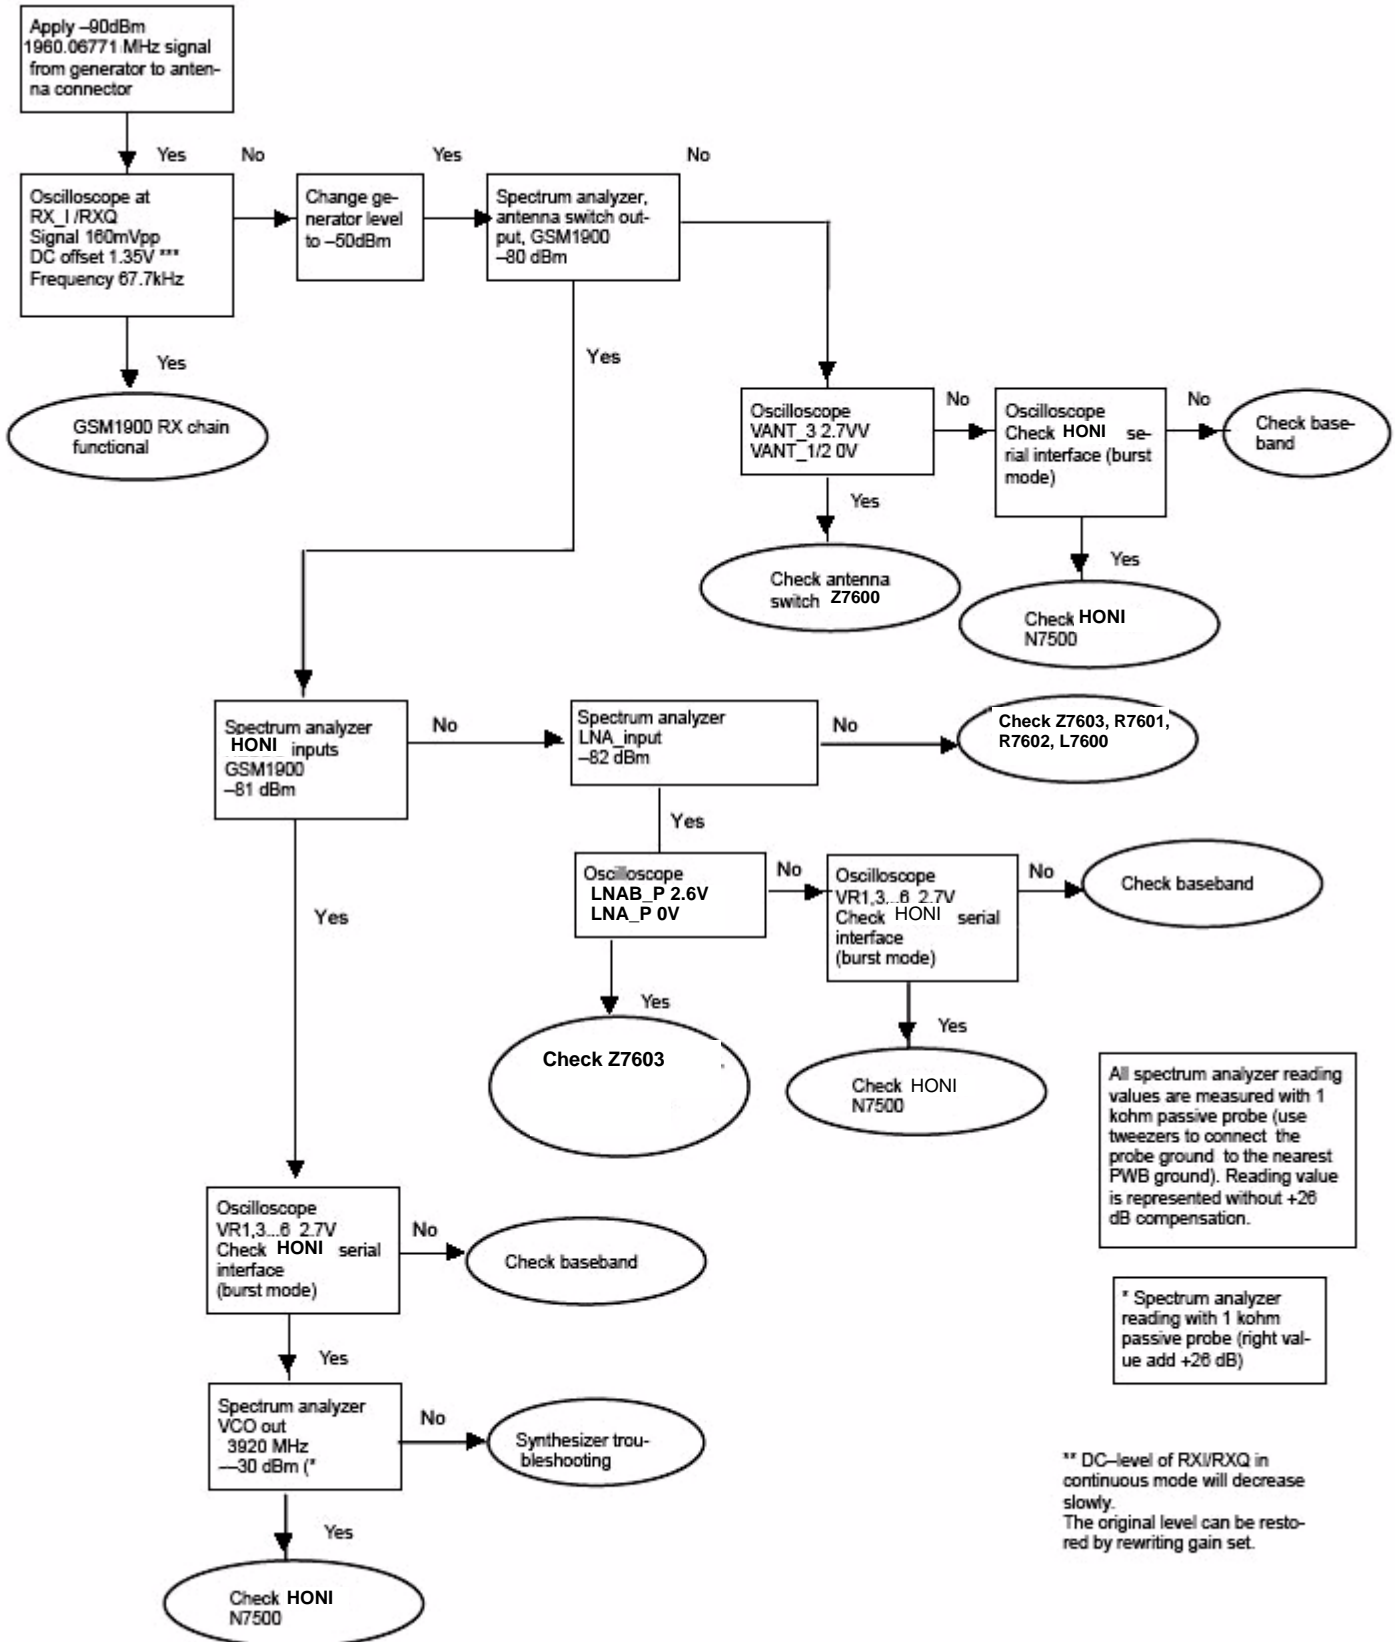 Apply –90dBm
1960.06771 MHz signal
from generator to anten-
na connector
Yes
No
Yes
No
Oscilloscope at
RX_I /RXQ
Signal 160mVpp
DC offset 1.35V ***
Frequency 67.7kHz
Change ge-
nerator level
to –50dBm
Spectrum analyzer,
antenna switch out-
put, GSM1900
–80 dBm
Yes
Yes
GSM1900 RX chain
functional
Oscilloscope
VANT_3 2.7VV
VANT_1/2 0V
No
Oscilloscope
Check HONI se-
rial interface (burst
mode)
No
Check base-
band
Yes
Yes
Check antenna
switch Z7600
Check HONI
N7500
Spectrum analyzer
HONI inputs
GSM1900
–81 dBm
No
Spectrum analyzer
LNA_input
–82 dBm
No
Check Z7603, R7601,
R7602, L7600
Yes
Yes
Oscilloscope
LNAB_P 2.6V
LNA_P 0V
No
Oscilloscope
VR1,3...6 2.7V
Check HONI serial
interface
(burst mode)
No
Check baseband
Yes
Yes
Check Z7603
Check HONI
N7500
All spectrum analyzer reading
values are measured with 1
kohm passive probe (use
tweezers to connect the
probe ground to the nearest
PWB ground). Reading value
is represented without +26
dB compensation.
Oscilloscope
VR1,3...6 2.7V
Check HONI serial
interface
(burst mode)
No
Check baseband
* Spectrum analyzer
reading with 1 kohm
passive probe (right val-
ue add +26 dB)
Yes
Spectrum analyzer
VCO out
3920 MHz
–-30 dBm (*
No
Synthesizer trou-
bleshooting
** DC–level of RXI/RXQ in
continuous mode will decrease
slowly.
The original level can be resto-
red by rewriting gain set.
Yes
Check HONI
N7500